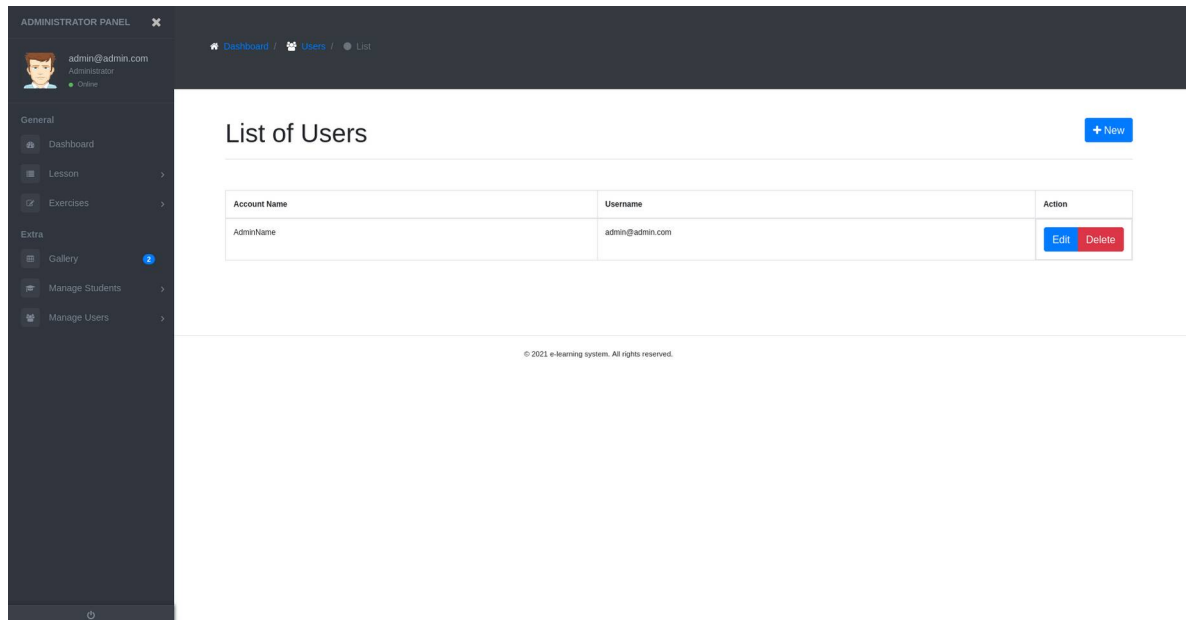 ADMINISTRATOR PANEL
admin@admin.com
Administrator
Online
General
Dashboard
Lesson
Exercises
Extra
Gallery 2
Manage Students
Manage Users
Dashboard / Users / List
List of Users
+ New
Account Name Username Action
AdminName admin@admin.com Edit Delete
© 2021 e-learning system. All rights reserved.